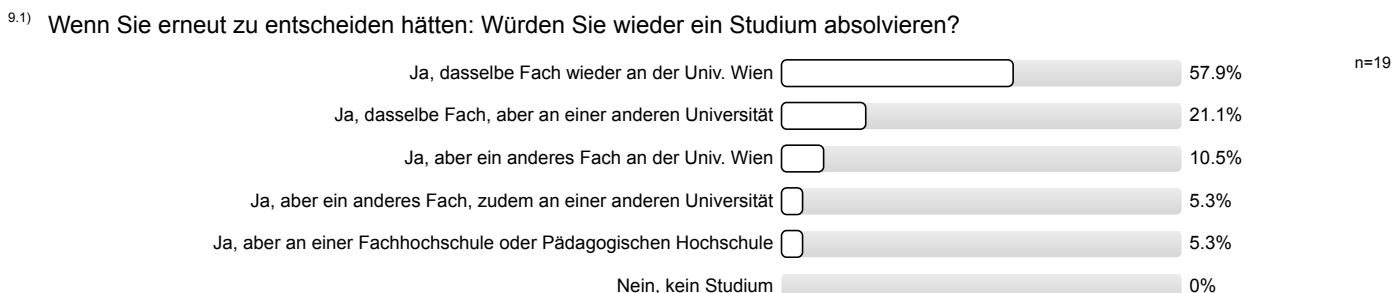 9.1) Wenn Sie erneut zu entscheiden hätten: Würden Sie wieder ein Studium absolvieren?
Ja, dasselbe Fach wieder an der Univ. Wien 57.9% n=19
Ja, dasselbe Fach, aber an einer anderen Universität 21.1%
Ja, aber ein anderes Fach an der Univ. Wien 10.5%
Ja, aber ein anderes Fach, zudem an einer anderen Universität 5.3%
Ja, aber an einer Fachhochschule oder Pädagogischen Hochschule 5.3%
Nein, kein Studium 0%